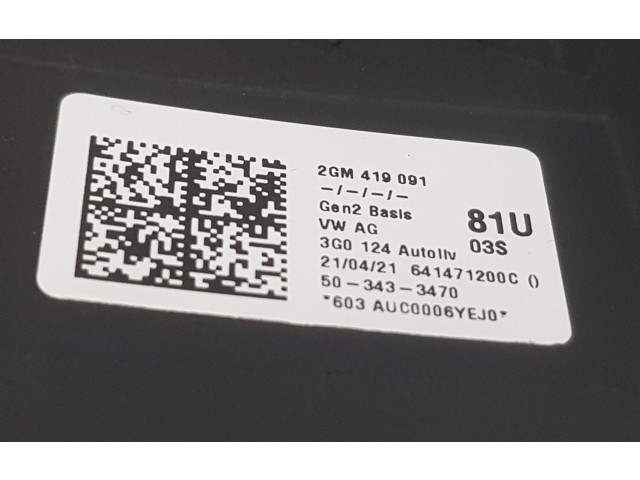 2GM 419 091
-/-/-/-
Gen2 Basis
81U
VW AG
03S
3G0 124 Autoliv
21/04/21 641471200C ()
50-343-3470
*603 AUC0006YEJ0*